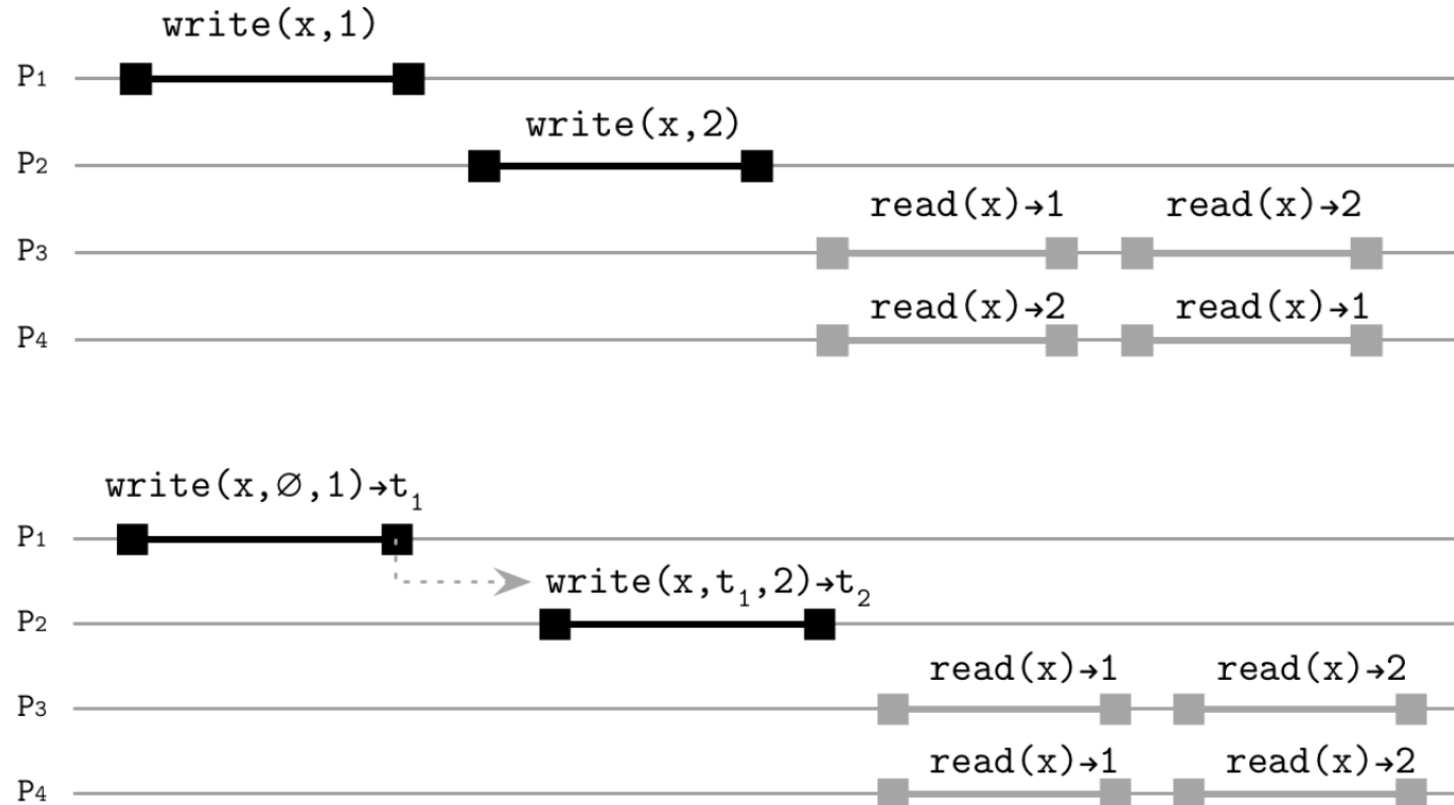 write(x,1)
P1
write(x,2)
P2
read(x)→1 read(x)→2
P3
read(x)→2 read(x)→1
P4
write(x,∅,1)→t₁
P1
write(x,t₁,2)→t₂
P2
read(x)→1 read(x)→2
P3
read(x)→1 read(x)→2
P4